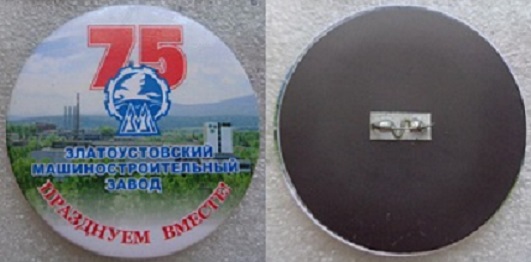 75
ЗЛАТОУСТОВСКИЙ
МАШИНОСТРОИТЕЛЬНЫЙ
ЗАВОД
ПРАЗДНУЕМ ВМЕСТЕ!